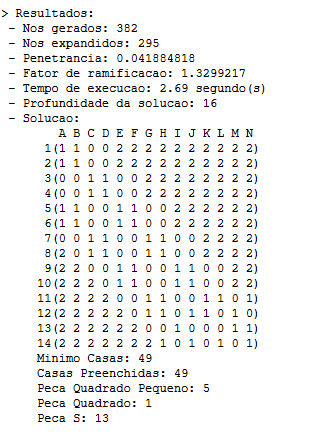 > Resultados:
- Nos gerados: 382
- Nos expandidos: 295
- Penetrancia: 0.041884818
- Fator de ramificacao: 1.3299217
- Tempo de execucao: 2.69 segundo(s)
- Profundidade da solucao: 16
- Solucao:
A B C D E F G H I J K L M N
1(1 1 0 0 2 2 2 2 2 2 2 2 2 2)
2(1 1 0 0 2 2 2 2 2 2 2 2 2 2)
3(0 0 1 1 0 0 2 2 2 2 2 2 2 2)
4(0 0 1 1 0 0 2 2 2 2 2 2 2 2)
5(1 1 0 0 1 1 0 0 2 2 2 2 2 2)
6(1 1 0 0 1 1 0 0 2 2 2 2 2 2)
7(0 0 1 1 0 0 1 1 0 0 2 2 2 2)
8(2 0 1 1 0 0 1 1 0 0 2 2 2 2)
9(2 2 0 0 1 1 0 0 1 1 0 0 2 2)
10(2 2 2 0 1 1 0 0 1 1 0 0 2 2)
11(2 2 2 2 0 0 1 1 0 0 1 1 0 1)
12(2 2 2 2 2 0 1 1 0 1 1 0 1 0)
13(2 2 2 2 2 2 0 0 1 0 0 0 1 1)
14(2 2 2 2 2 2 2 1 0 1 0 1 0 1)
Minimo Casas: 49
Casas Preenchidas: 49
Peca Quadrado Pequeno: 5
Peca Quadrado: 1
Peca S: 13